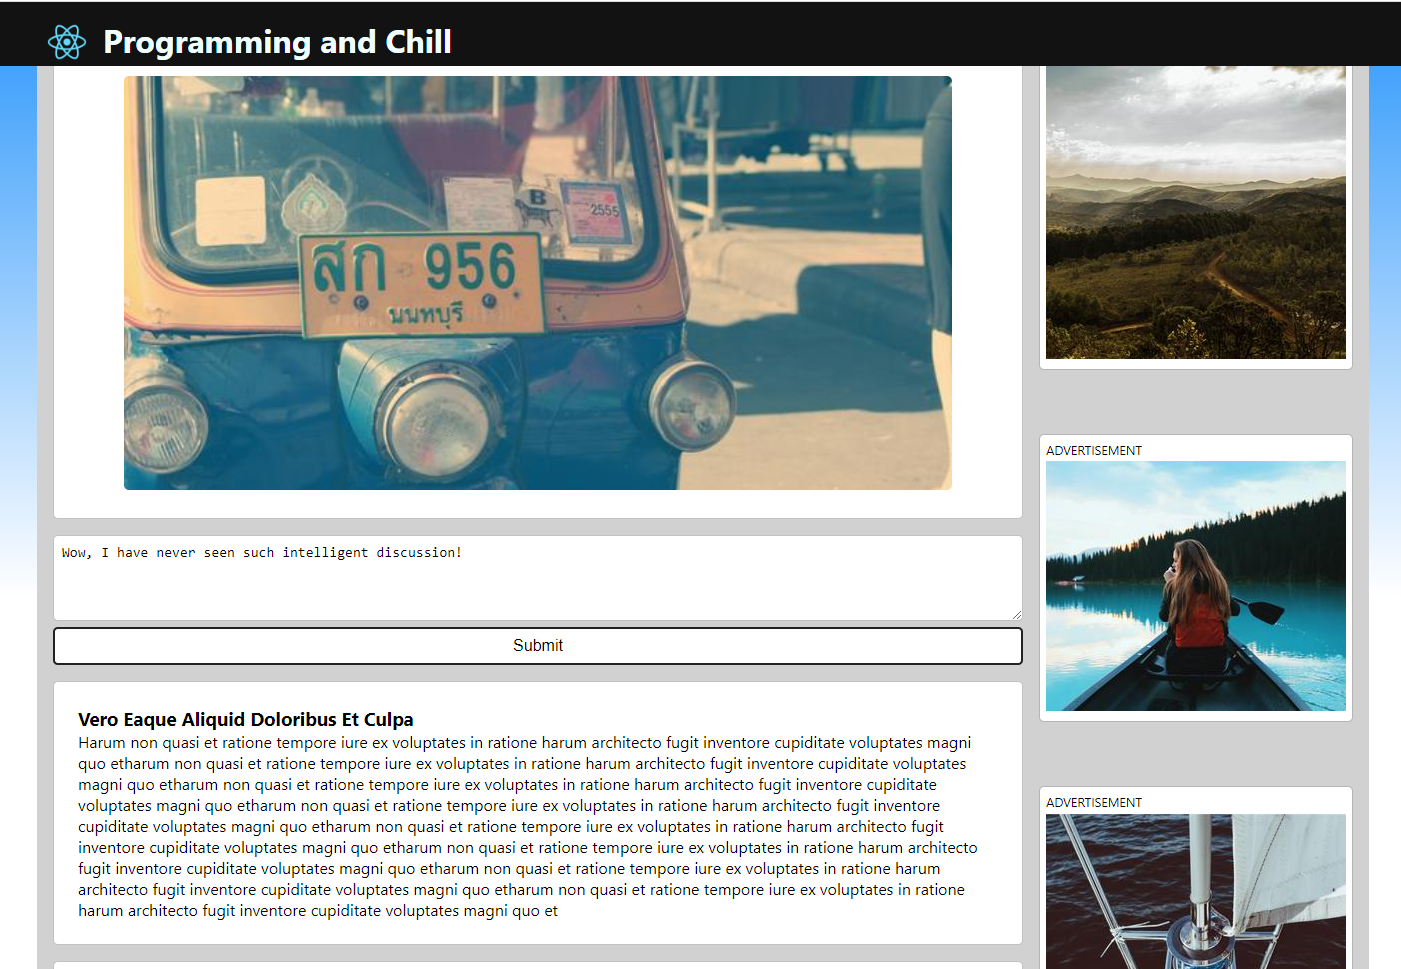 Programming and Chill
B
2555
สก 956
นนทบุรี
Wow, I have never seen such intelligent discussion!
Submit
Vero Eaque Aliquid Doloribus Et Culpa
Harum non quasi et ratione tempore iure ex voluptates in ratione harum architecto fugit inventore cupiditate voluptates magni
quo etharum non quasi et ratione tempore iure ex voluptates in ratione harum architecto fugit inventore cupiditate voluptates
magni quo etharum non quasi et ratione tempore iure ex voluptates in ratione harum architecto fugit inventore cupiditate
voluptates magni quo etharum non quasi et ratione tempore iure ex voluptates in ratione harum architecto fugit inventore
cupiditate voluptates magni quo etharum non quasi et ratione tempore iure ex voluptates in ratione harum architecto fugit
inventore cupiditate voluptates magni quo etharum non quasi et ratione tempore iure ex voluptates in ratione harum architecto
fugit inventore cupiditate voluptates magni quo etharum non quasi et ratione tempore iure ex voluptates in ratione harum
architecto fugit inventore cupiditate voluptates magni quo etharum non quasi et ratione tempore iure ex voluptates in ratione
harum architecto fugit inventore cupiditate voluptates magni quo et
ADVERTISEMENT
ADVERTISEMENT